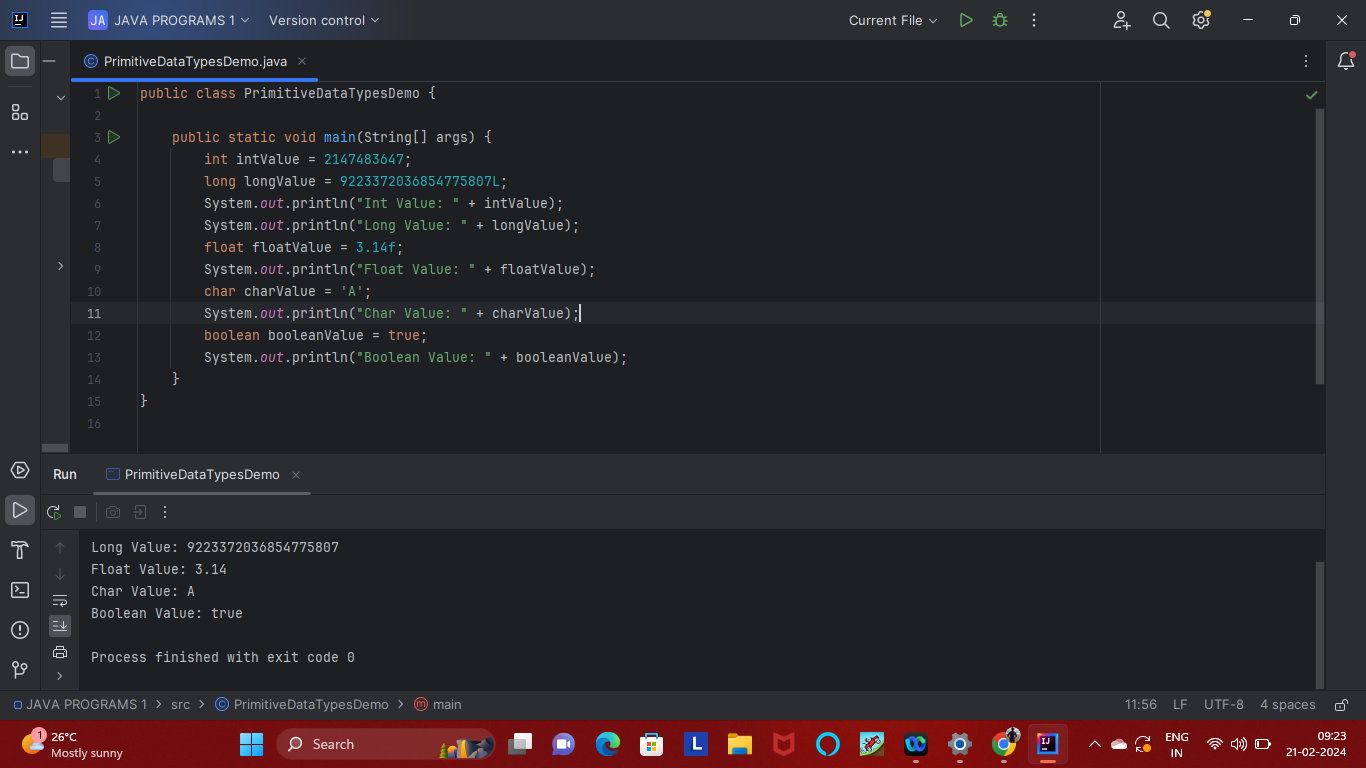 JA JAVA PROGRAMS 1 Version control Current File
PrimitiveDataTypesDemo.java
1 public class PrimitiveDataTypesDemo {
2
3 public static void main(String[] args) {
4 int intValue = 2147483647;
5 long longValue = 9223372036854775807L;
6 System.out.println("Int Value: " + intValue);
7 System.out.println("Long Value: " + longValue);
8 float floatValue = 3.14f;
9 System.out.println("Float Value: " + floatValue);
10 char charValue = 'A';
11 System.out.println("Char Value: " + charValue);
12 boolean booleanValue = true;
13 System.out.println("Boolean Value: " + booleanValue);
14 }
15 }
16
Run PrimitiveDataTypesDemo
Long Value: 9223372036854775807
Float Value: 3.14
Char Value: A
Boolean Value: true
Process finished with exit code 0
JAVA PROGRAMS 1 > src > PrimitiveDataTypesDemo > main 11:56 LF UTF-8 4 spaces
1 26°C
Mostly sunny
Search
L
ENG
IN
09:23
21-02-2024